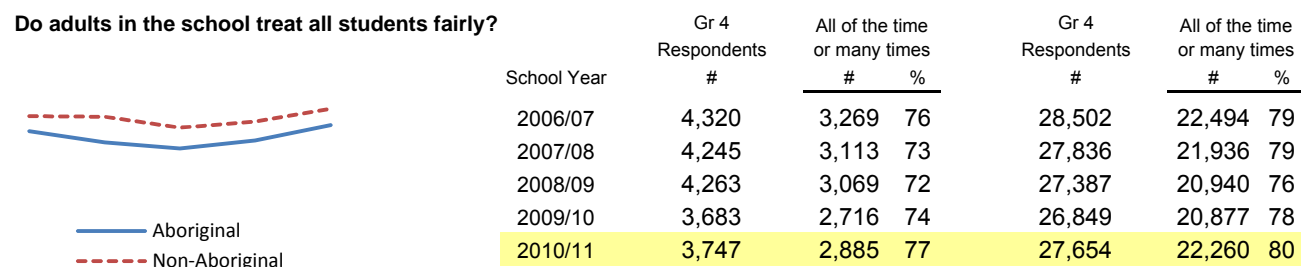 Do adults in the school treat all students fairly?
Gr 4 All of the time Gr 4 All of the time
Respondents or many times Respondents or many times
School Year # # % # # %
2006/07 4,320 3,269 76 28,502 22,494 79
2007/08 4,245 3,113 73 27,836 21,936 79
2008/09 4,263 3,069 72 27,387 20,940 76
2009/10 3,683 2,716 74 26,849 20,877 78
2010/11 3,747 2,885 77 27,654 22,260 80
Aboriginal
Non-Aboriginal